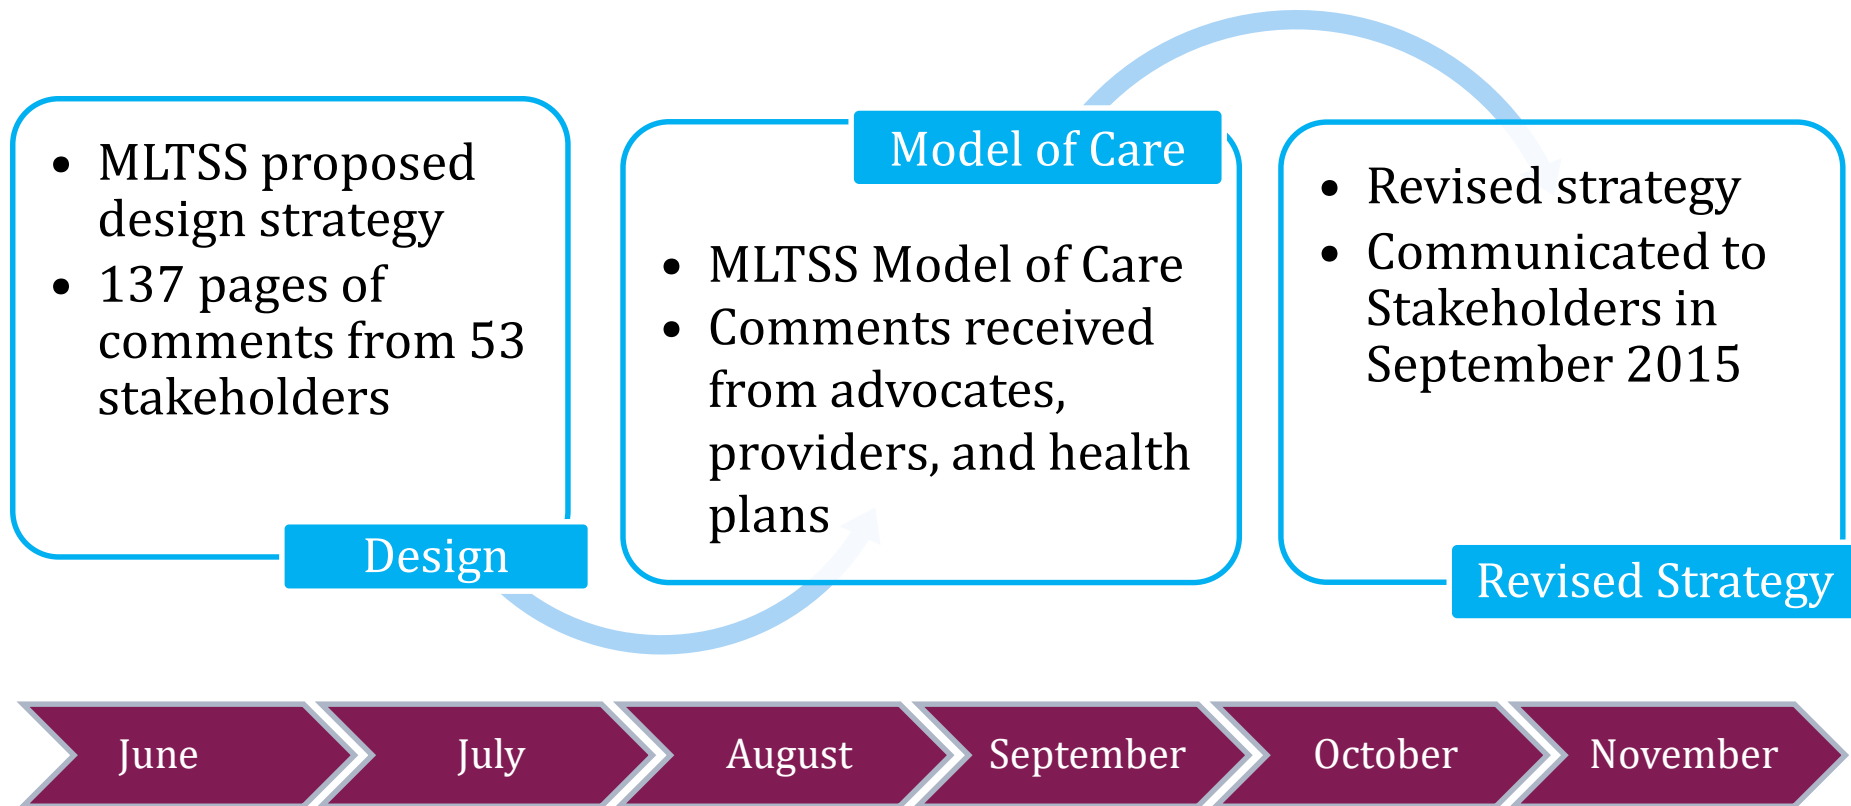 • MLTSS proposed
design strategy
• 137 pages of
comments from 53
stakeholders
Design
Model of Care
• MLTSS Model of Care
• Comments received
from advocates,
providers, and health
plans
• Revised strategy
• Communicated to
Stakeholders in
September 2015
Revised Strategy
June
July
August
September
October
November